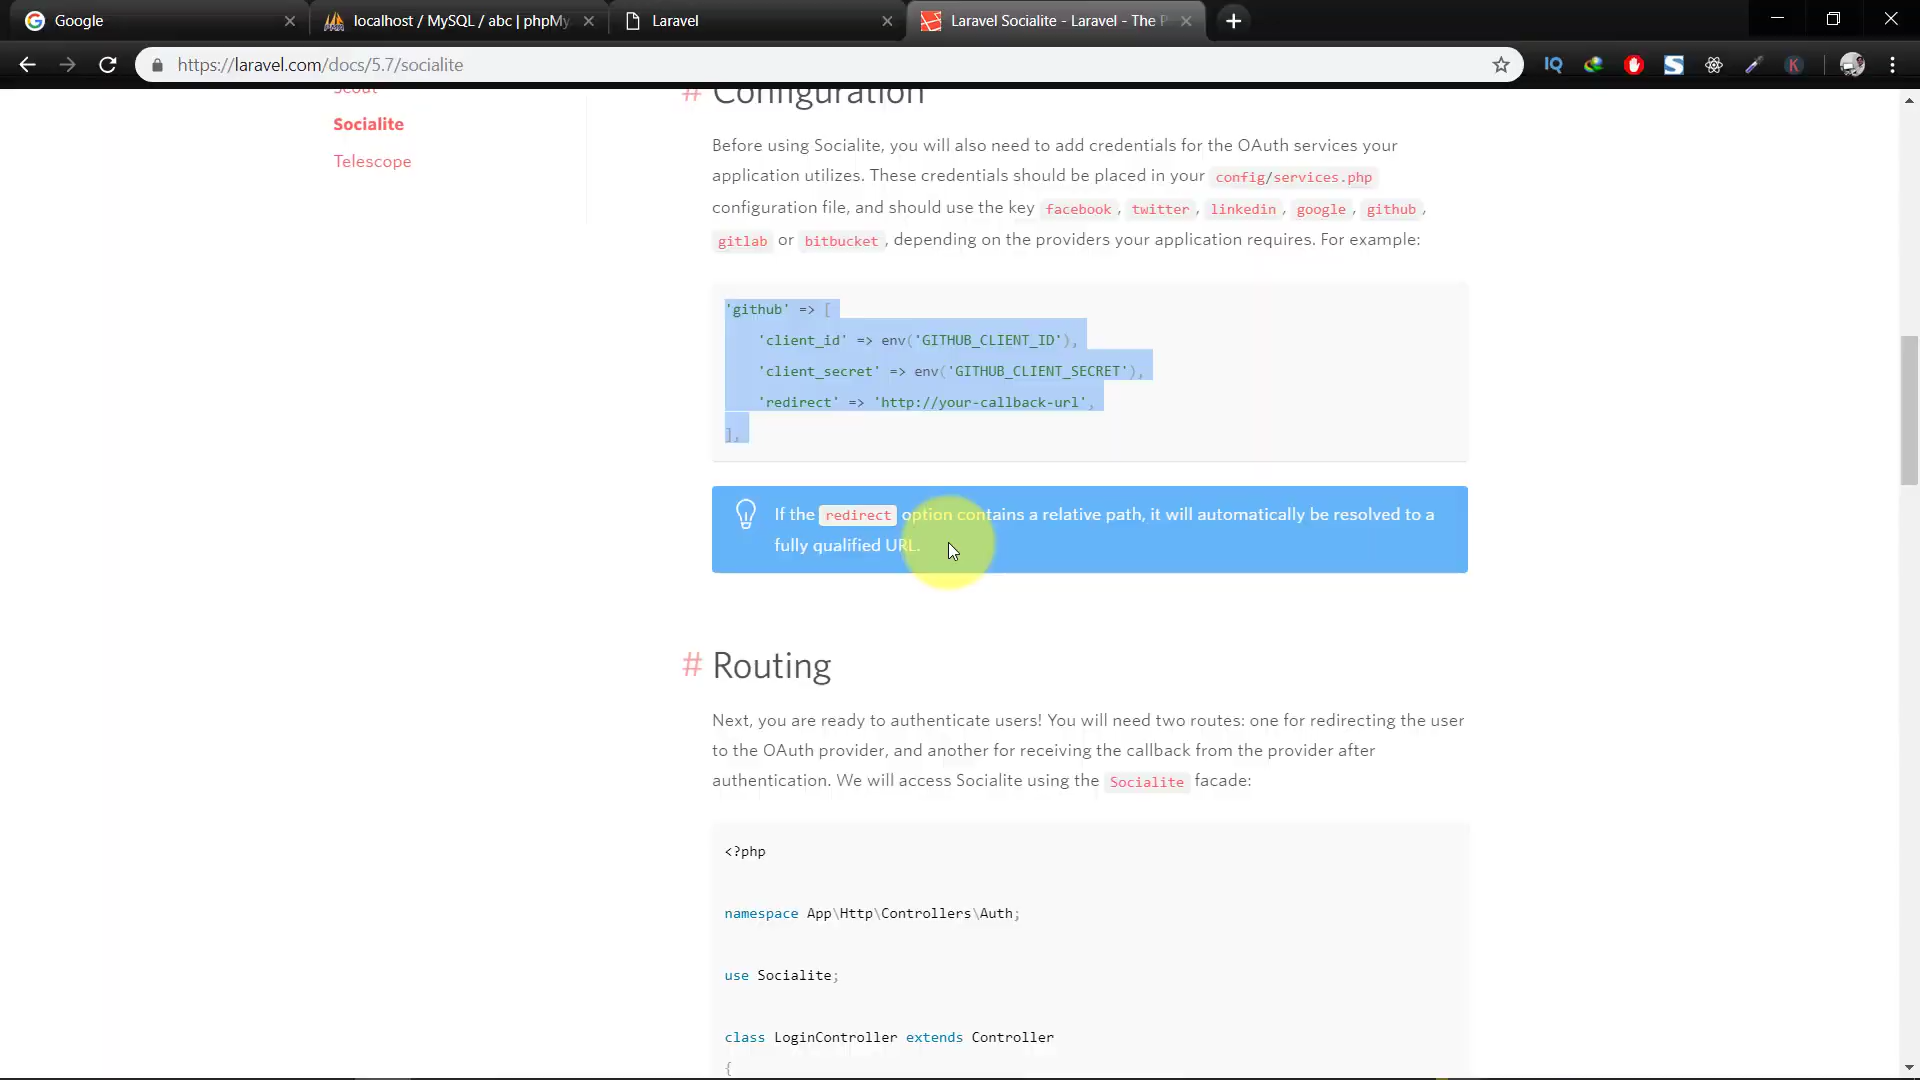 Google
localhost / MySQL / abc | phpMy
Laravel
Laravel Socialite - Laravel - The P
https://laravel.com/docs/5.7/socialite
IQ
S
K
Scout
Socialite
Telescope
# Configuration
Before using Socialite, you will also need to add credentials for the OAuth services your
application utilizes. These credentials should be placed in your config/services.php
configuration file, and should use the key facebook, twitter, linkedin, google, github,
gitlab or bitbucket, depending on the providers your application requires. For example:
'github' => [
'client_id' => env('GITHUB_CLIENT_ID'),
'client_secret' => env('GITHUB_CLIENT_SECRET'),
'redirect' => 'http://your-callback-url',
],
If the redirect option contains a relative path, it will automatically be resolved to a
fully qualified URL.
# Routing
Next, you are ready to authenticate users! You will need two routes: one for redirecting the user
to the OAuth provider, and another for receiving the callback from the provider after
authentication. We will access Socialite using the Socialite facade:
<?php
namespace App\Http\Controllers\Auth;
use Socialite;
class LoginController extends Controller
{